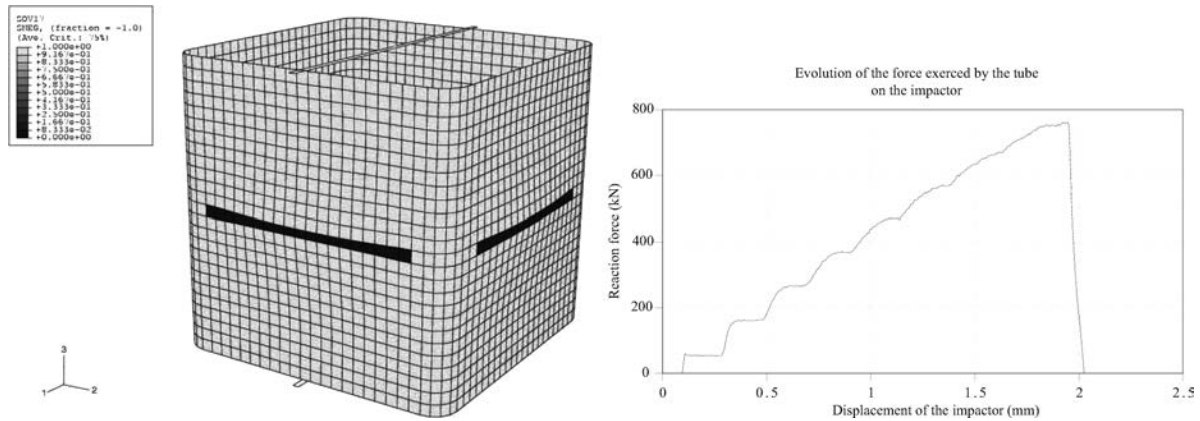 SDV17
SNEG, (fraction = -1.0)
(Ave. Crit.: 75%)
+1.000e+00
+9.167e-01
+8.333e-01
+7.500e-01
+6.667e-01
+5.833e-01
+5.000e-01
+4.167e-01
+3.333e-01
+2.500e-01
+1.667e-01
+8.333e-02
+0.000e+00
3
1
2
Evolution of the force exerced by the tube
on the impactor
800
600
400
200
0
Reaction force (kN)
0
0.5
1
1.5
2
2.5
Displacement of the impactor (mm)